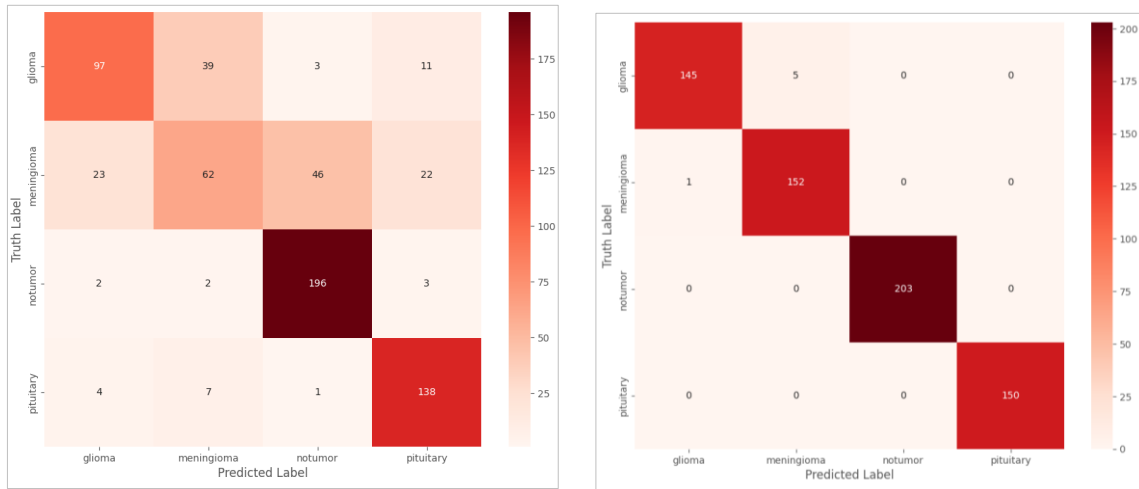 glioma 97 39 3 11
meningioma 23 62 46 22
notumor 2 2 196 3
pituitary 4 7 1 138
glioma meningioma notumor pituitary
Truth Label
Predicted Label
175
150
125
100
75
50
25
glioma 145 5 0 0
meningioma 1 152 0 0
notumor 0 0 203 0
pituitary 0 0 0 150
glioma meningioma notumor pituitary
Truth Label
Predicted Label
200
175
150
125
100
75
50
25
0